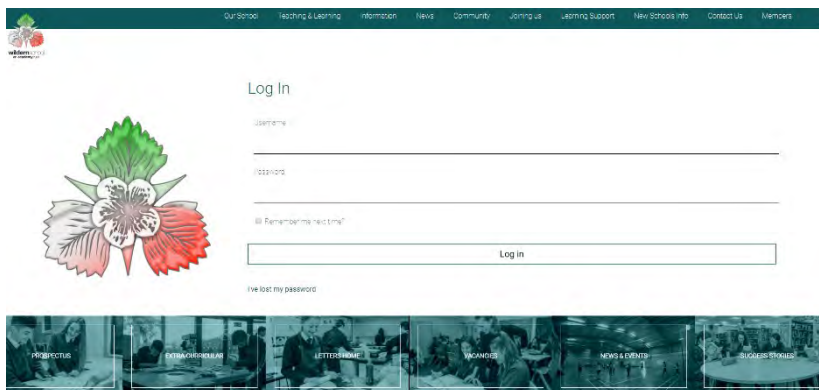 Our School Teaching & Learning Information News Community Joining us Learning Support New Schools Info Contact Us Members
wildern school
Log In
Username
Password
Remember me next time?
Log in
I've lost my password
PROSPECTUS EXTRA CURRICULAR LETTERS HOME VACANCIES NEWS & EVENTS SUCCESS STORIES